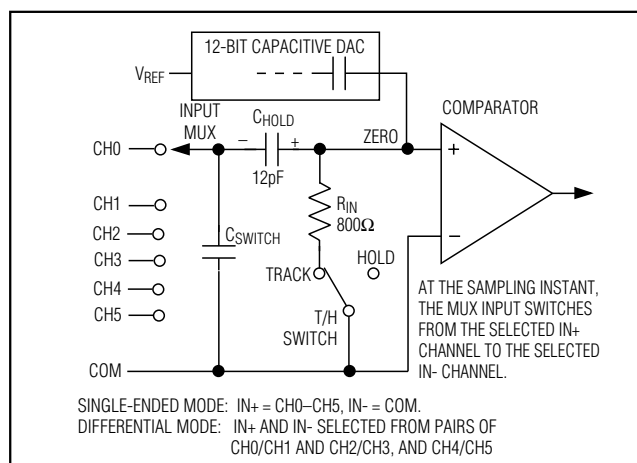 12-BIT CAPACITIVE DAC
VREF
INPUT
MUX
CHOLD
12pF
ZERO
COMPARATOR
CH0
CH1
CH2
CH3
CH4
CH5
COM
CSWITCH
RIN
800Ω
TRACK
HOLD
T/H
SWITCH
− +
+
−
AT THE SAMPLING INSTANT,
THE MUX INPUT SWITCHES
FROM THE SELECTED IN+
CHANNEL TO THE SELECTED
IN- CHANNEL.
SINGLE-ENDED MODE: IN+ = CH0–CH5, IN- = COM.
DIFFERENTIAL MODE: IN+ AND IN- SELECTED FROM PAIRS OF
CH0/CH1 AND CH2/CH3, AND CH4/CH5